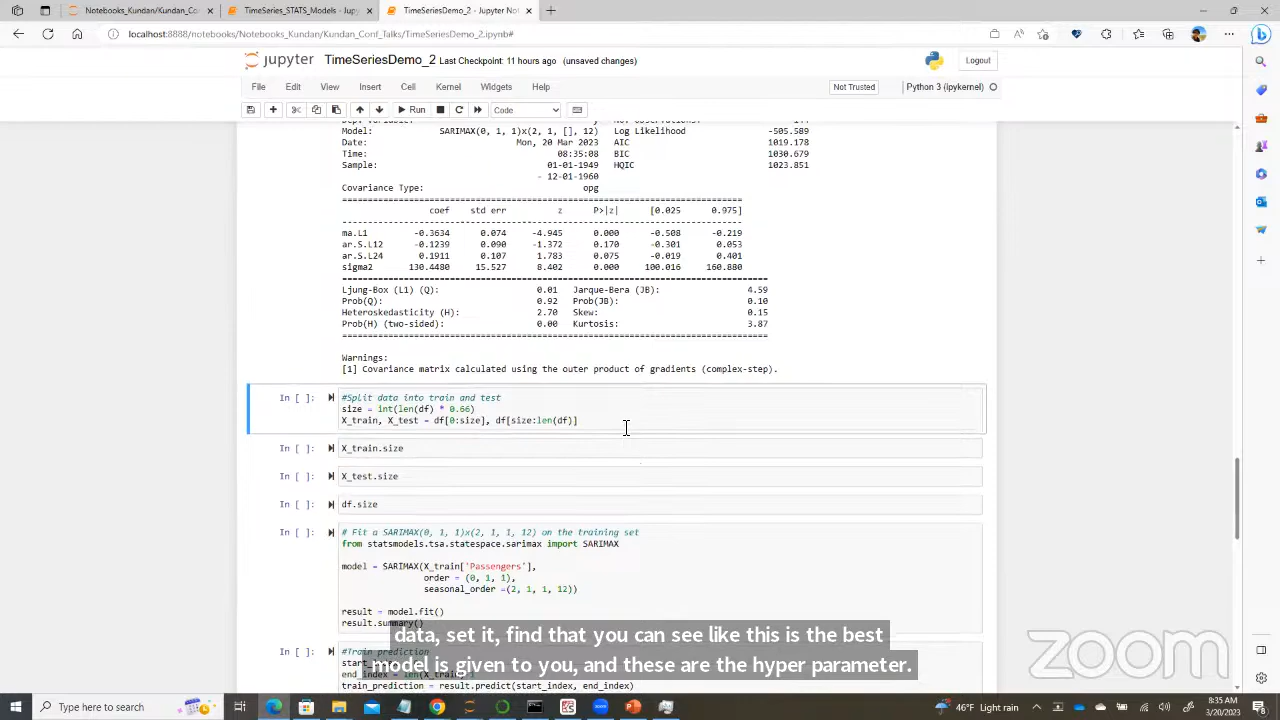 Notebooks_Kundan/Kundan_Conf_
TimeSeries_STATS_Models - Jupyte
TimeSeriesDemo_2 - Jupyter Note
localhost:8888/notebooks/Notebooks_Kundan/Kundan_Conf_Talks/TimeSeriesDemo_2.ipynb#
jupyter TimeSeriesDemo_2 Last Checkpoint: 11 hours ago (unsaved changes)
Logout
File Edit View Insert Cell Kernel Widgets Help
Not Trusted
Python 3 (ipykernel)
Run
Code
Model: SARIMAX(0, 1, 1)x(2, 1, [], 12) Log Likelihood -505.589
Date: Mon, 20 Mar 2023 AIC 1019.178
Time: 08:35:08 BIC 1030.679
Sample: 01-01-1949 HQIC 1023.851
- 12-01-1960
Covariance Type: opg
coef std err z P>|z| [0.025 0.975]
ma.L1 -0.3634 0.074 -4.945 0.000 -0.508 -0.219
ar.S.L12 -0.1239 0.090 -1.372 0.170 -0.301 0.053
ar.S.L24 0.1911 0.107 1.783 0.075 -0.019 0.401
sigma2 130.4480 15.527 8.402 0.000 100.016 160.880
Ljung-Box (L1) (Q): 0.01 Jarque-Bera (JB): 4.59
Prob(Q): 0.92 Prob(JB): 0.10
Heteroskedasticity (H): 2.70 Skew: 0.15
Prob(H) (two-sided): 0.00 Kurtosis: 3.87
Warnings:
[1] Covariance matrix calculated using the outer product of gradients (complex-step).
In [ ]: #Split data into train and test
size = int(len(df) * 0.66)
X_train, X_test = df[0:size], df[size:len(df)]
In [ ]: X_train.size
In [ ]: X_test.size
In [ ]: df.size
In [ ]: # Fit a SARIMAX(0, 1, 1)x(2, 1, 1, 12) on the training set
from statsmodels.tsa.statespace.sarimax import SARIMAX
model = SARIMAX(X_train['Passengers'],
order = (0, 1, 1),
seasonal_order =(2, 1, 1, 12))
result = model.fit()
result.summary()
data, set it, find that you can see like this is the best
In [ ]: #Train prediction
model is given to you, and these are the hyper parameter.
train_prediction = result.predict(start_index, end_index)
zoom
Type here to search
46°F Light rain
8:35 AM
3/20/2023